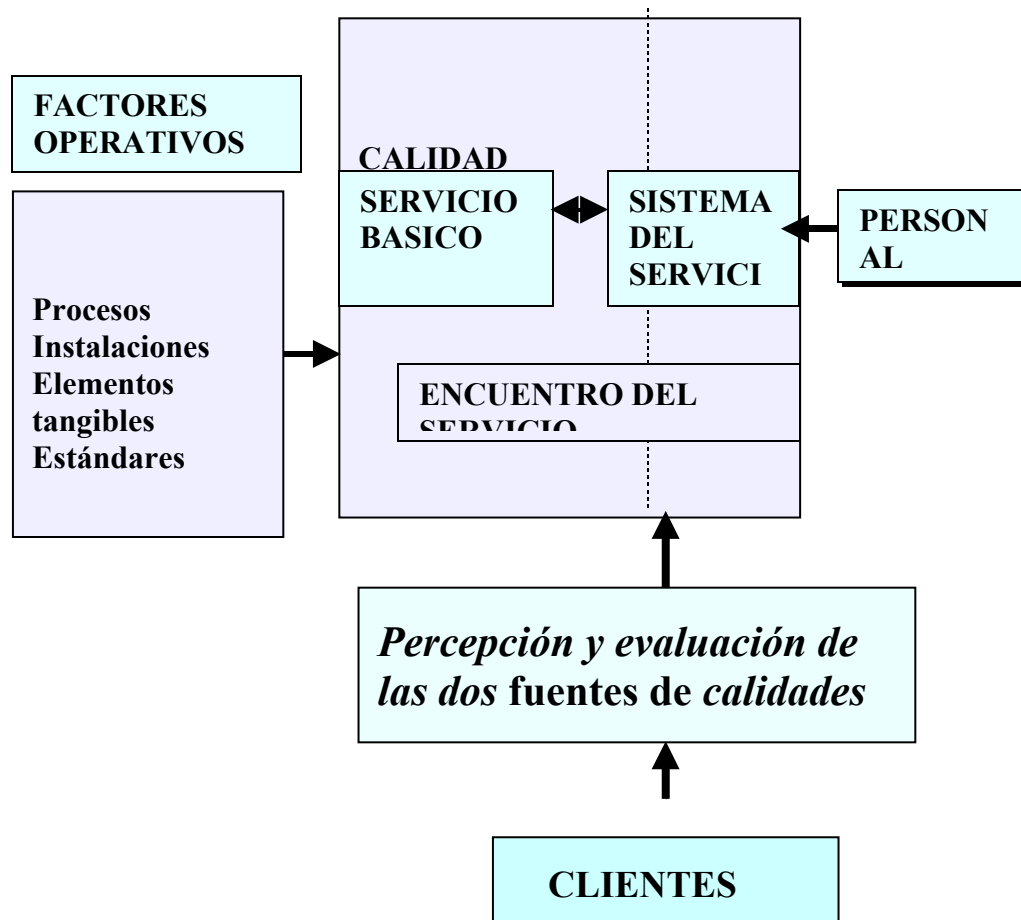 FACTORES
OPERATIVOS
CALIDAD
SERVICIO
BASICO
SISTEMA
DEL
SERVICI
PERSON
AL
Procesos
Instalaciones
Elementos
tangibles
Estándares
ENCUENTRO DEL
SERVICIO
Percepción y evaluación de
las dos fuentes de calidades
CLIENTES